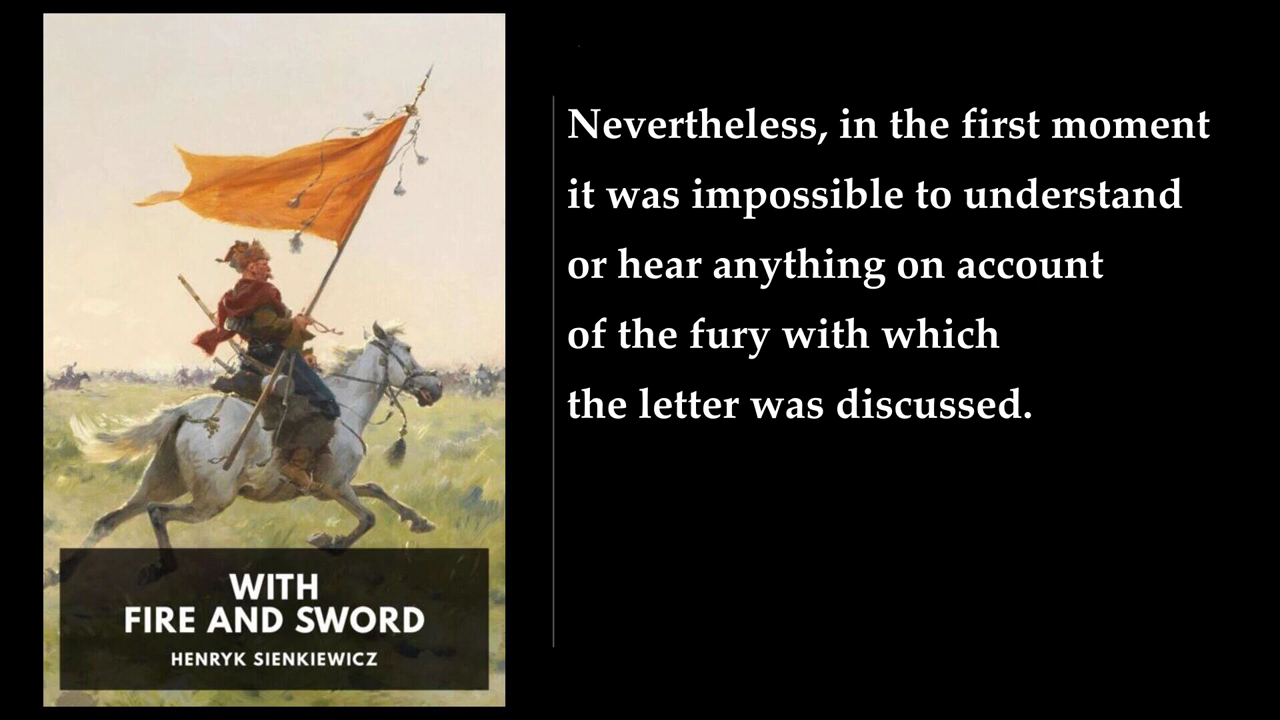 WITH
FIRE AND SWORD
HENRYK SIENKIEWICZ
Nevertheless, in the first moment
it was impossible to understand
or hear anything on account
of the fury with which
the letter was discussed.